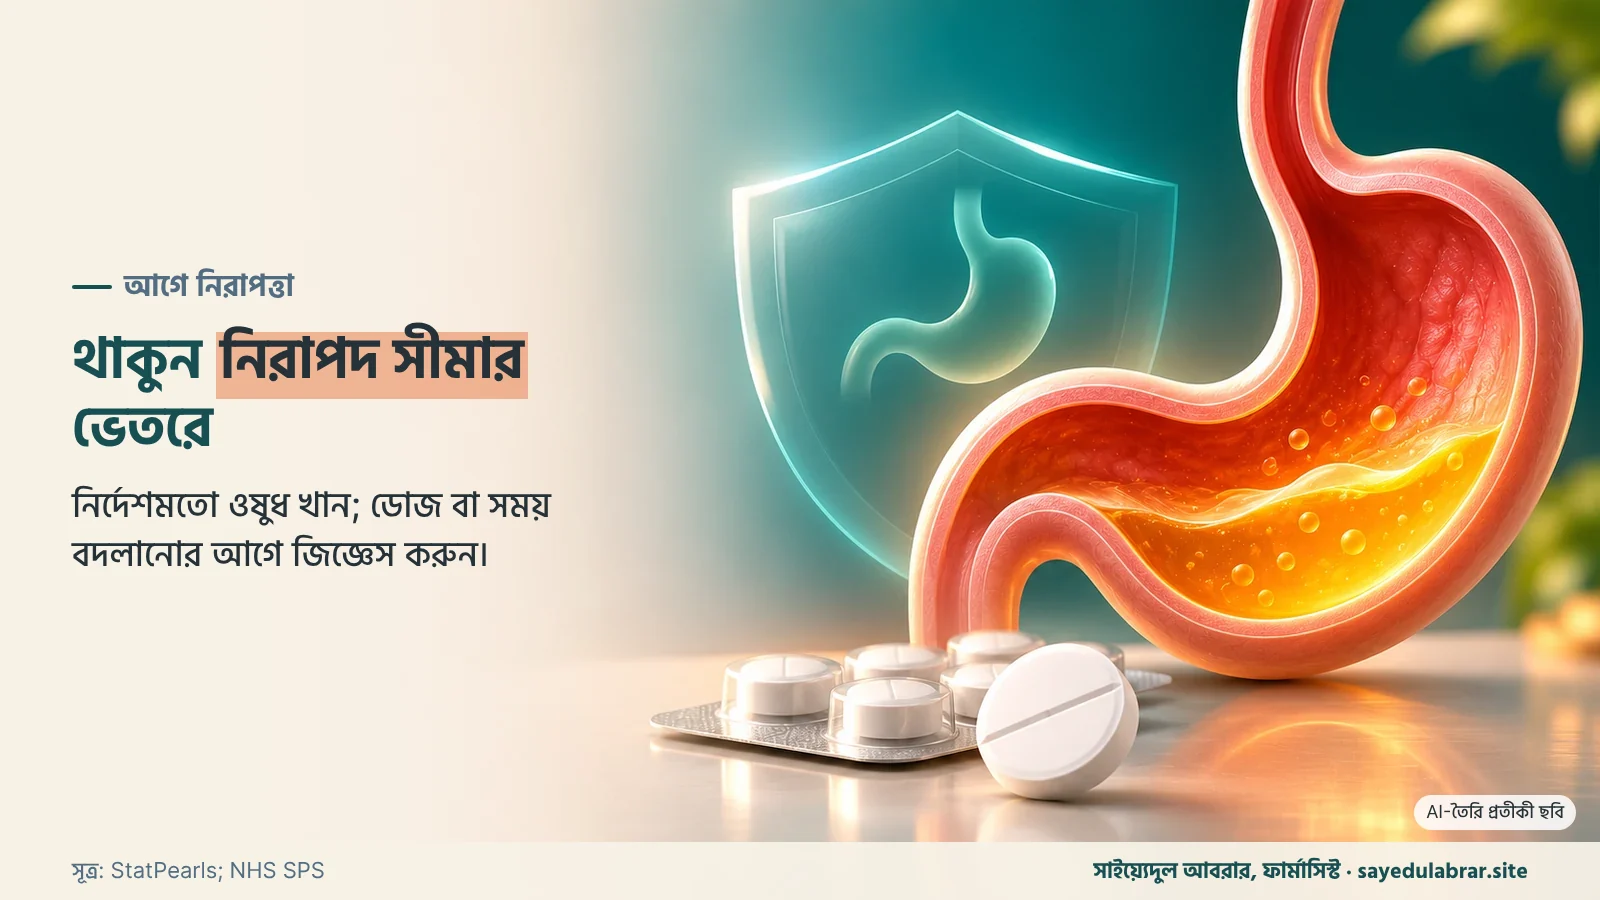 আগে নিরাপত্তা
থাকুন নিরাপদ সীমার
ভেতরে
নির্দেশমতো ওষুধ খান; ডোজ বা সময়
বদলানোর আগে জিজ্ঞেস করুন।
AI-তৈরি প্রতীকী ছবি
সূত্র: StatPearls; NHS SPS
সাইয়্যেদুল আবরার, ফার্মাসিস্ট · sayedulabrar.site